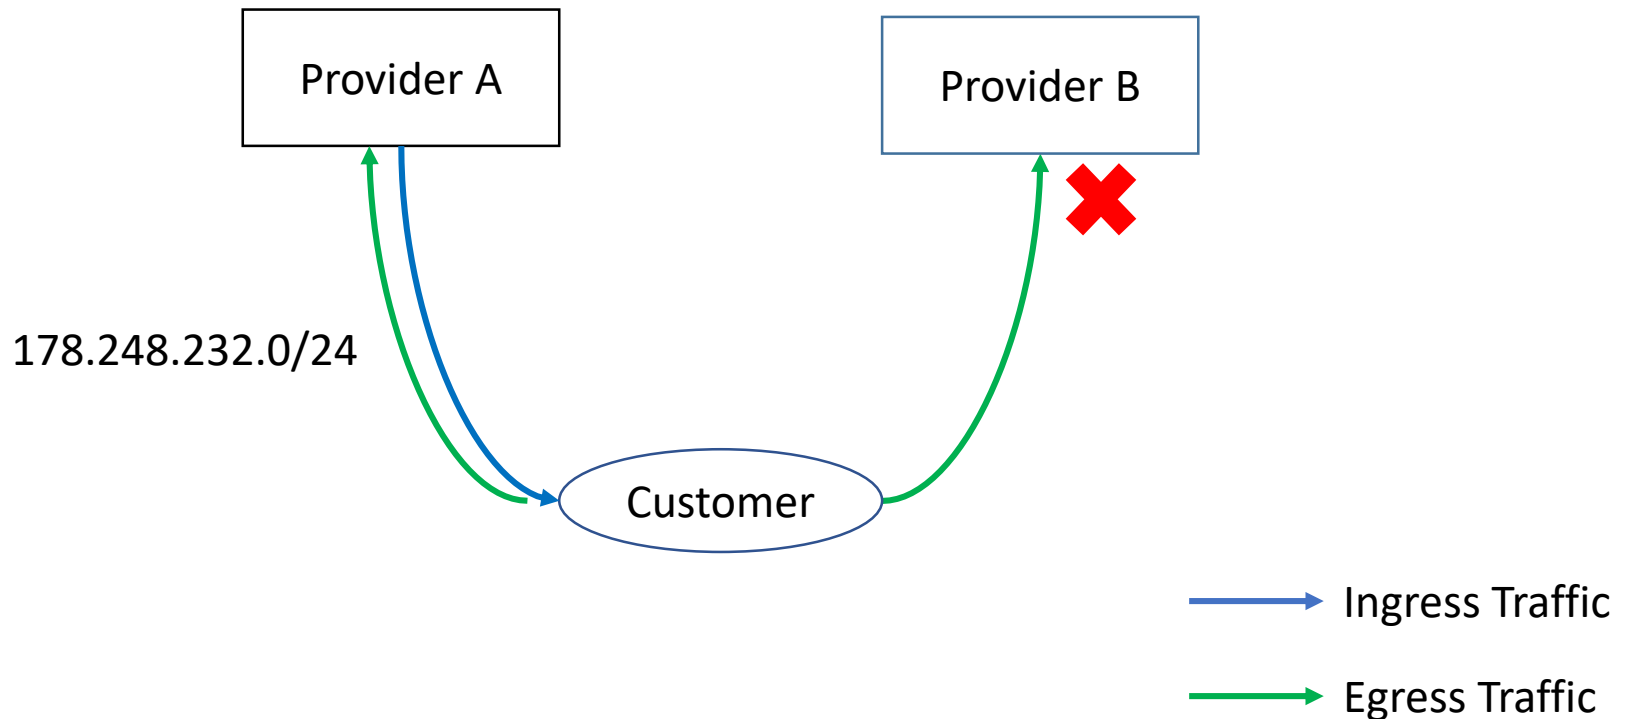 Provider A
Provider B
178.248.232.0/24
Customer
Ingress Traffic
Egress Traffic